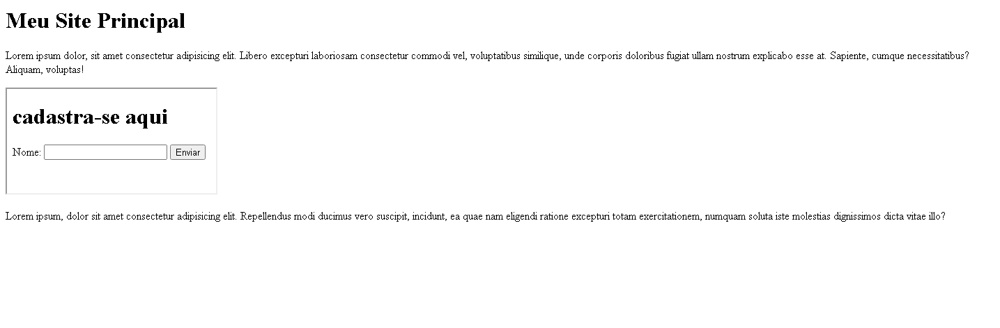 Meu Site Principal
Lorem ipsum dolor, sit amet consectetur adipisicing elit. Libero excepturi laboriosam consectetur commodi vel, voluptatibus similique, unde corporis doloribus fugiat ullam nostrum explicabo esse at. Sapiente, cumque necessitatibus?
Aliquam, voluptas!
cadastra-se aqui
Nome: Enviar
Lorem ipsum, dolor sit amet consectetur adipisicing elit. Repellendus modi ducimus vero suscipit, incidunt, ea quae nam eligendi ratione excepturi totam exercitationem, numquam soluta iste molestias dignissimos dicta vitae illo?